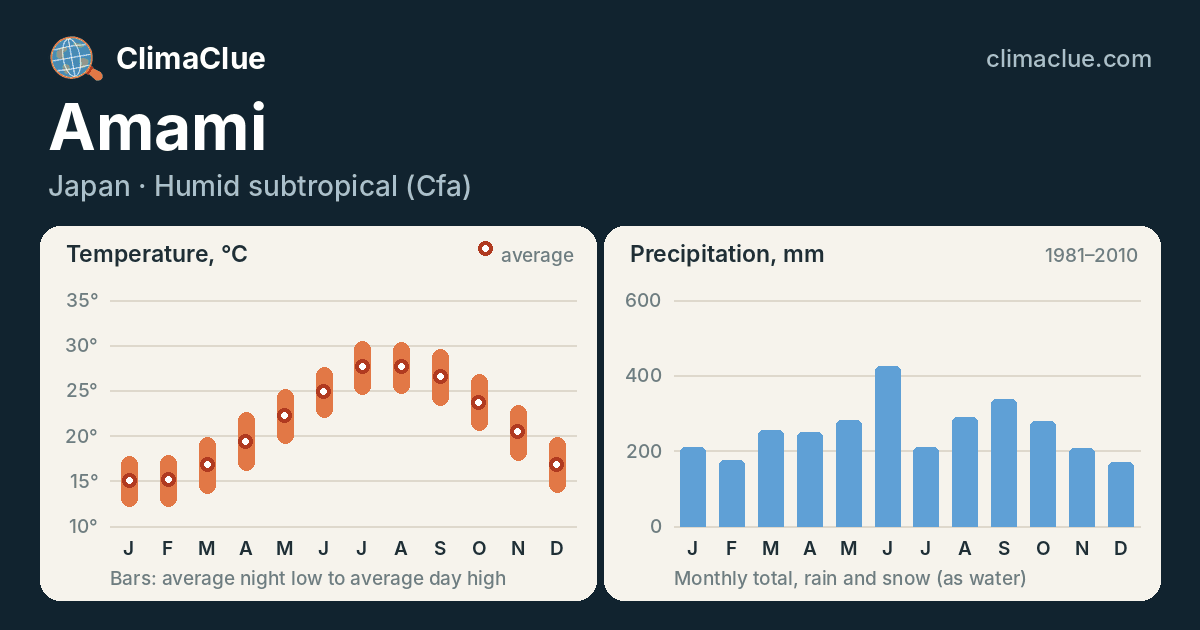 ClimaClue
climaclue.com
Amami
Japan · Humid subtropical (Cfa)
Temperature, °C
average
35°
30°
25°
20°
15°
10°
J F M A M J J A S O N D
Bars: average night low to average day high
Precipitation, mm
1981–2010
600
400
200
0
J F M A M J J A S O N D
Monthly total, rain and snow (as water)